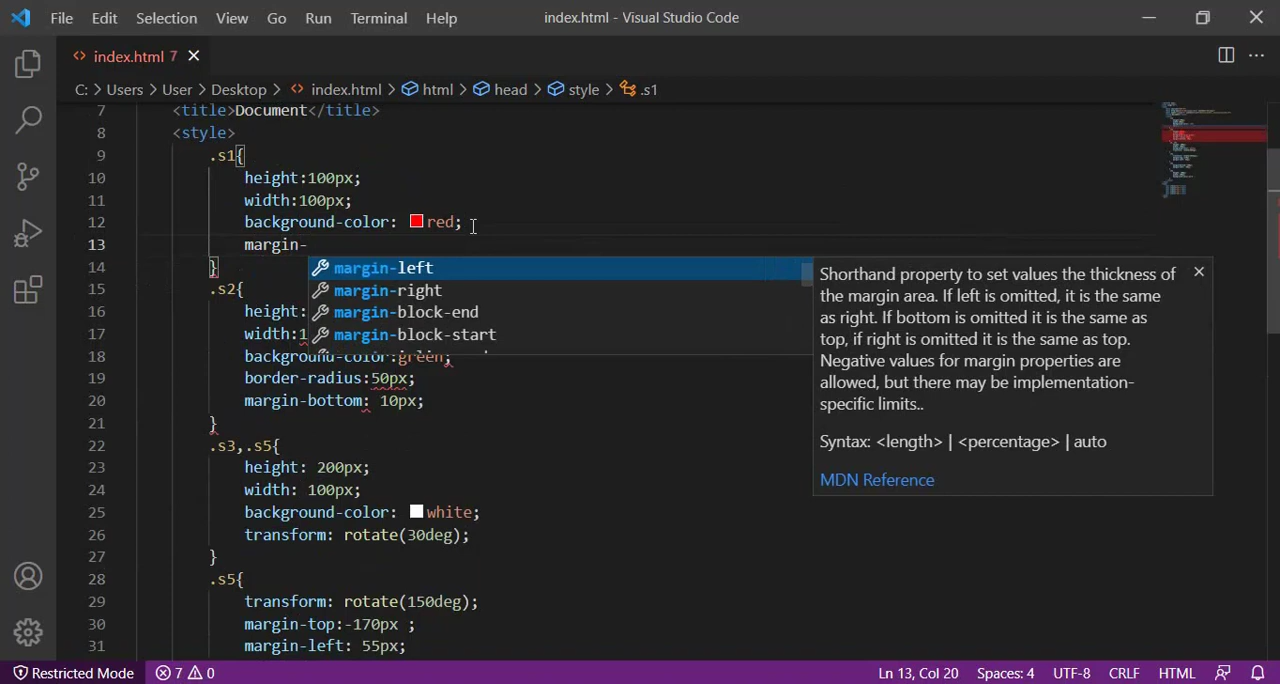 File Edit Selection View Go Run Terminal Help index.html - Visual Studio Code
index.html 7
C: > Users > User > Desktop > index.html > html > head > style > .s1
7 <title>Document</title>
8 <style>
9 .s1{
10 height:100px;
11 width:100px;
12 background-color: red;
13 margin-
14 }
15 .s2{
16 height:
17 width:1
18 background-color:green;
19 border-radius:50px;
20 margin-bottom: 10px;
21 }
22 .s3,.s5{
23 height: 200px;
24 width: 100px;
25 background-color: white;
26 transform: rotate(30deg);
27 }
28 .s5{
29 transform: rotate(150deg);
30 margin-top:-170px ;
31 margin-left: 55px;
margin-left
margin-right
margin-block-end
margin-block-start
Shorthand property to set values the thickness of
the margin area. If left is omitted, it is the same
as right. If bottom is omitted it is the same as
top, if right is omitted it is the same as top.
Negative values for margin properties are
allowed, but there may be implementation-
specific limits..
Syntax: <length> | <percentage> | auto
MDN Reference
Restricted Mode 7 0 Ln 13, Col 20 Spaces: 4 UTF-8 CRLF HTML